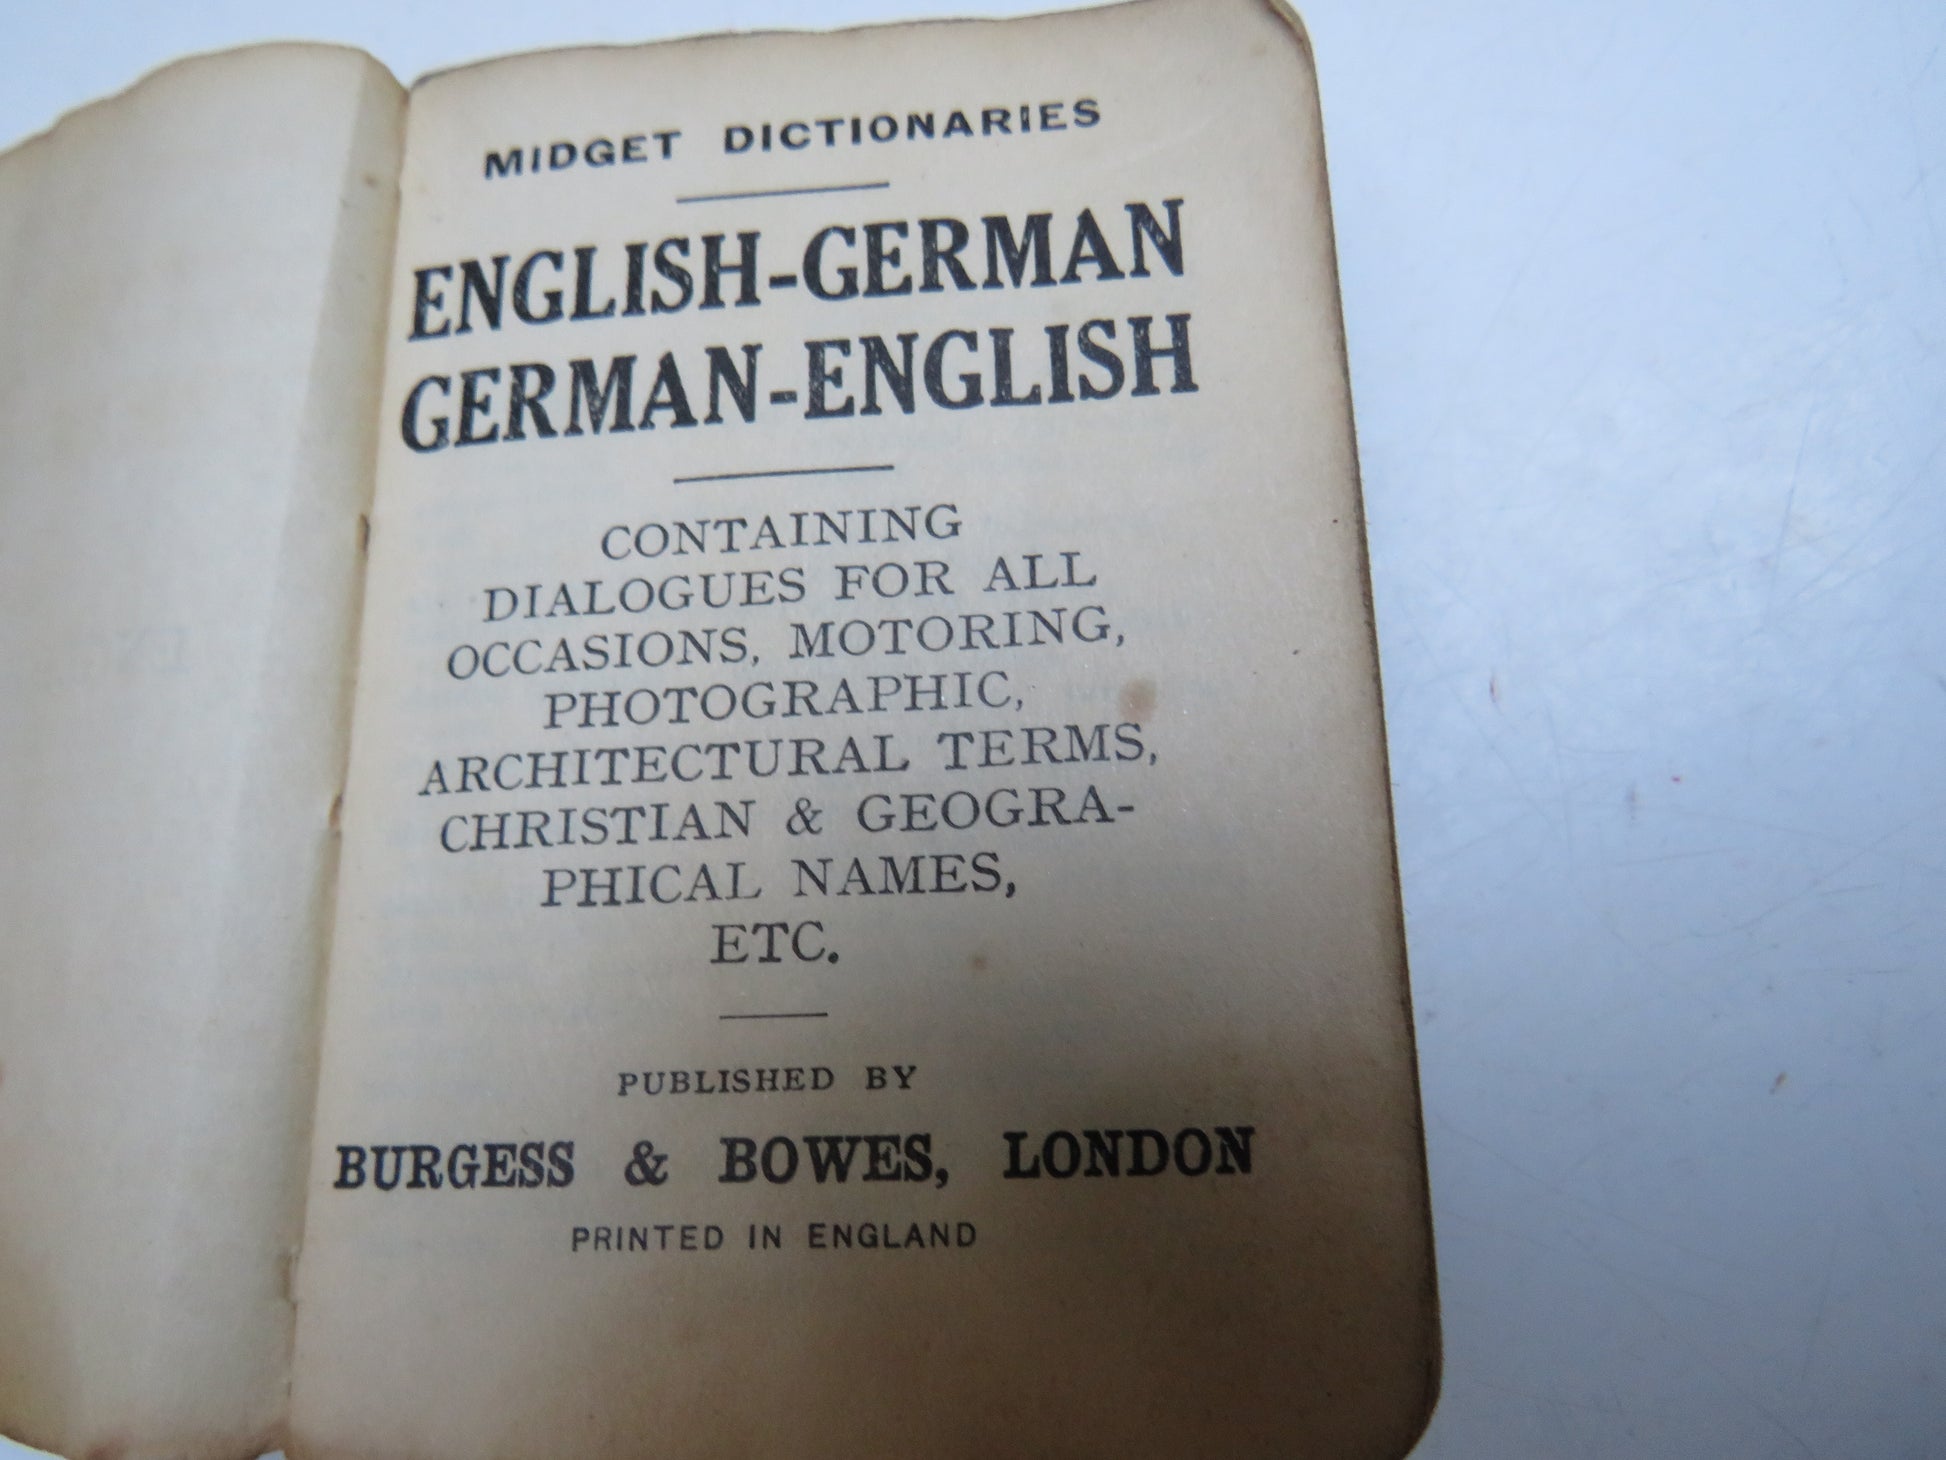 MIDGET DICTIONARIES
ENGLISH-GERMAN
GERMAN-ENGLISH
CONTAINING
DIALOGUES FOR ALL
OCCASIONS, MOTORING,
PHOTOGRAPHIC,
ARCHITECTURAL TERMS,
CHRISTIAN & GEOGRA-
PHICAL NAMES,
ETC.
PUBLISHED BY
BURGESS & BOWES, LONDON
PRINTED IN ENGLAND